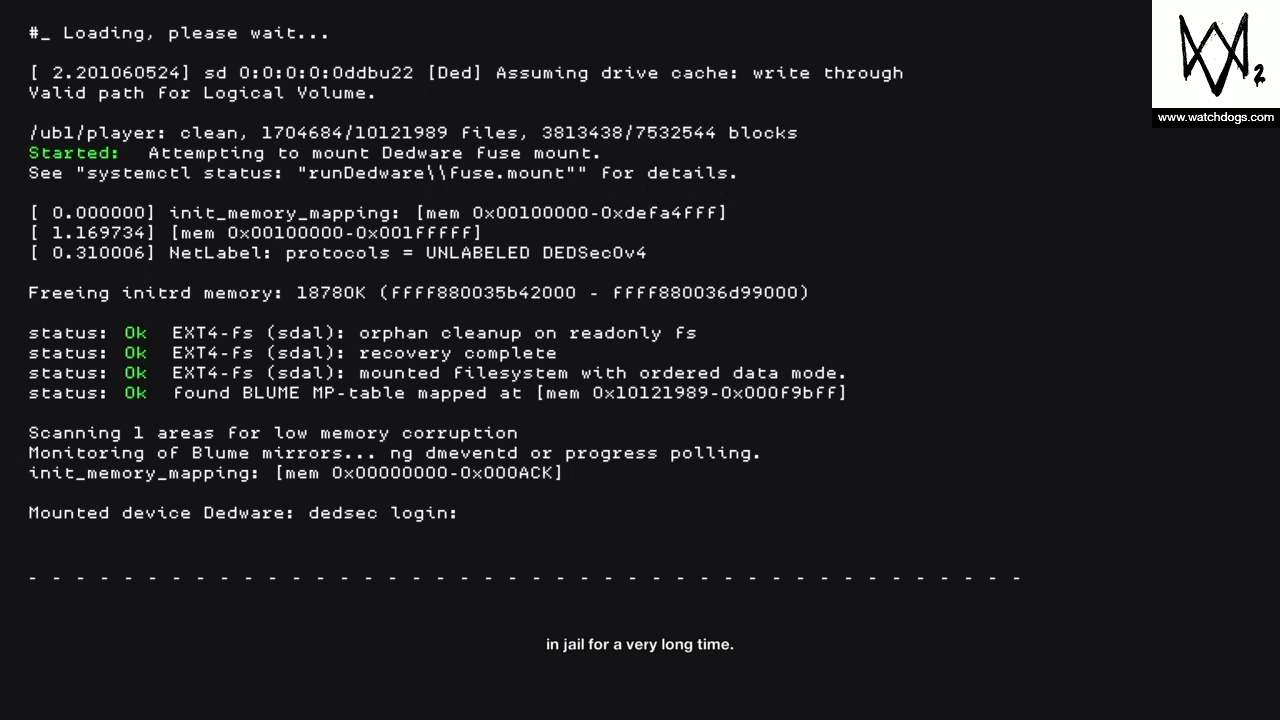 #_ Loading, please wait...
[ 2.201060524] sd 0:0:0:0:0ddbu22 [Ded] Assuming drive cache: write through
Valid path for Logical Volume.
/ubl/player: clean, 1704684/10121989 files, 3813438/7532544 blocks
Started: Attempting to mount Dedware fuse mount.
See "systemctl status: "runDedware\\fuse.mount"" for details.
[ 0.000000] init_memory_mapping: [mem 0x00100000-0xdefa4fff]
[ 1.169734] [mem 0x00100000-0x001fffff]
[ 0.310006] NetLabel: protocols = UNLABELED DEDSecOv4
Freeing initrd memory: 18780K (ffff880035b42000 - ffff880036d99000)
status: Ok EXT4-fs (sdal): orphan cleanup on readonly fs
status: Ok EXT4-fs (sdal): recovery complete
status: Ok EXT4-fs (sdal): mounted filesystem with ordered data mode.
status: Ok found BLUME MP-table mapped at [mem 0x10121989-0x000f9bff]
Scanning 1 areas for low memory corruption
Monitoring of Blume mirrors... ng dmeventd or progress polling.
init_memory_mapping: [mem 0x00000000-0x000ACK]
Mounted device Dedware: dedsec login:
- - - - - - - - - - - - - - - - - - - - - - - - - - - - - - - - - - - - - - - - - -
in jail for a very long time.
2
www.watchdogs.com